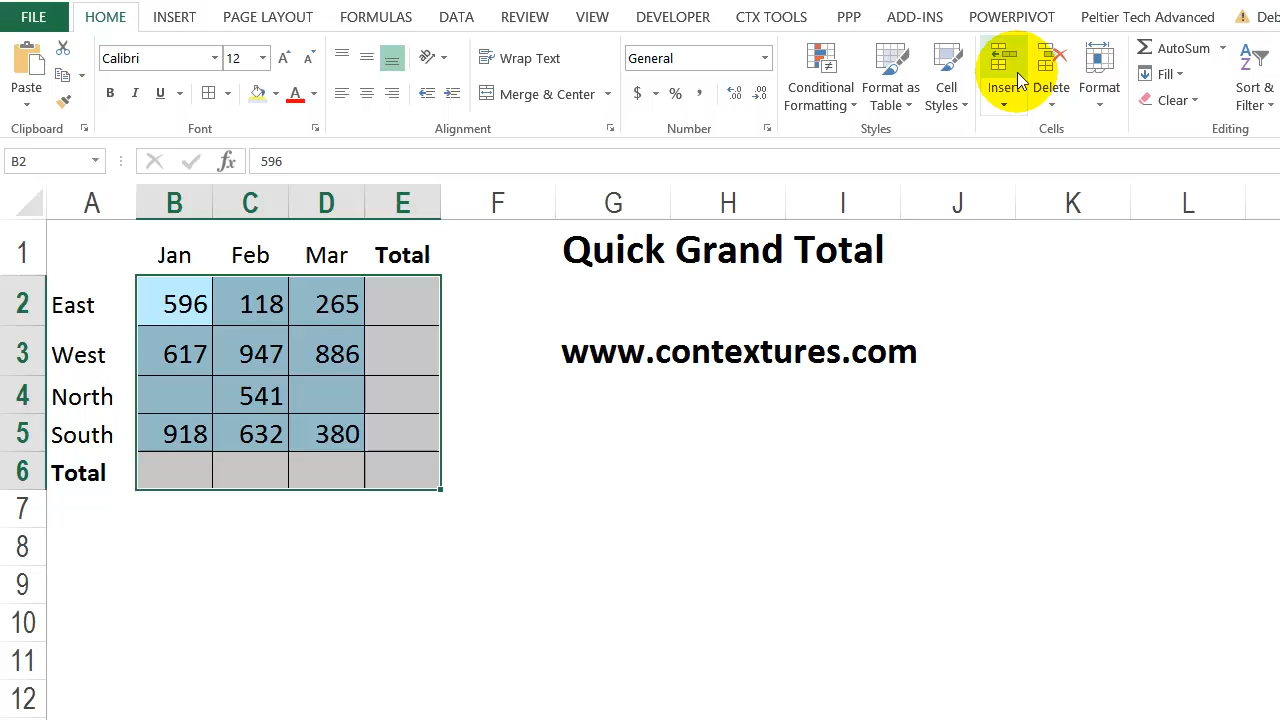 FILE HOME INSERT PAGE LAYOUT FORMULAS DATA REVIEW VIEW DEVELOPER CTX TOOLS PPP ADD-INS POWERPIVOT Peltier Tech Advanced Deb
Calibri 12 A A Wrap Text General AutoSum
Paste Conditional Format as Cell Insert Delete Format Fill Sort &
B I U A Merge & Center $ % , Formatting Table Styles Clear Filter
Clipboard Font Alignment Number Styles Cells Editing
B2 fx 596
A B C D E F G H I J K L
1 Jan Feb Mar Total Quick Grand Total
2 East 596 118 265
3 West 617 947 886 www.contextures.com
4 North 541
5 South 918 632 380
6 Total
7
8
9
10
11
12